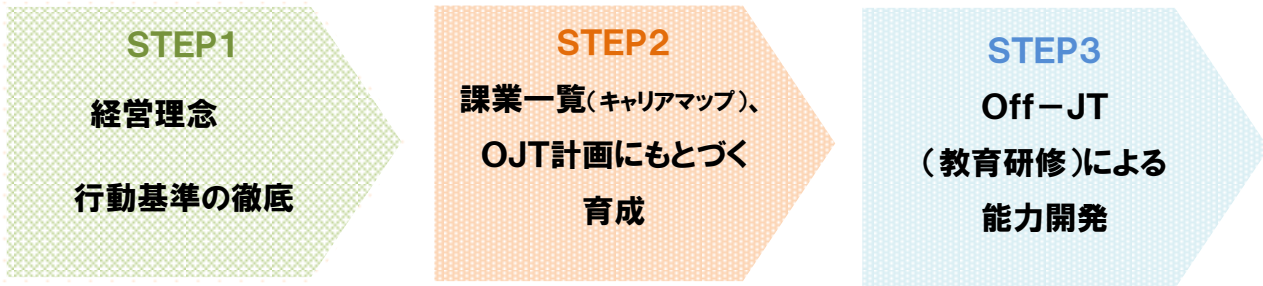 STEP1
経営理念
行動基準の徹底
STEP2
課業一覧(キャリアマップ)、
OJT計画にもとづく
育成
STEP3
Off－JT
(教育研修)による
能力開発